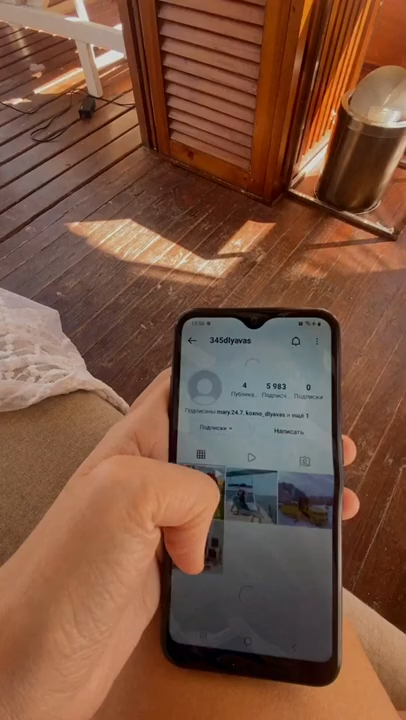 345dlyavas
4 5 983 0
Публика... Подписч... Подписки
Подписаны mary.24.7, kosmo_dlyavas и ещё 1
Подписки Написать